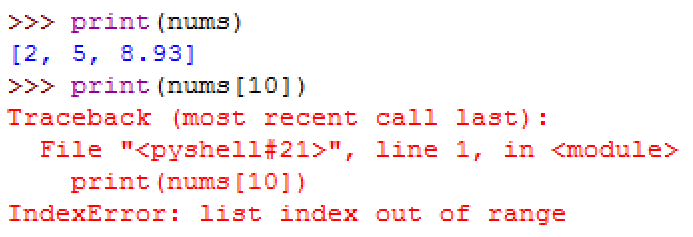 >>> print(nums)
[2, 5, 8.93]
>>> print(nums[10])
Traceback (most recent call last):
  File "<pyshell#21>", line 1, in <module>
    print(nums[10])
IndexError: list index out of range